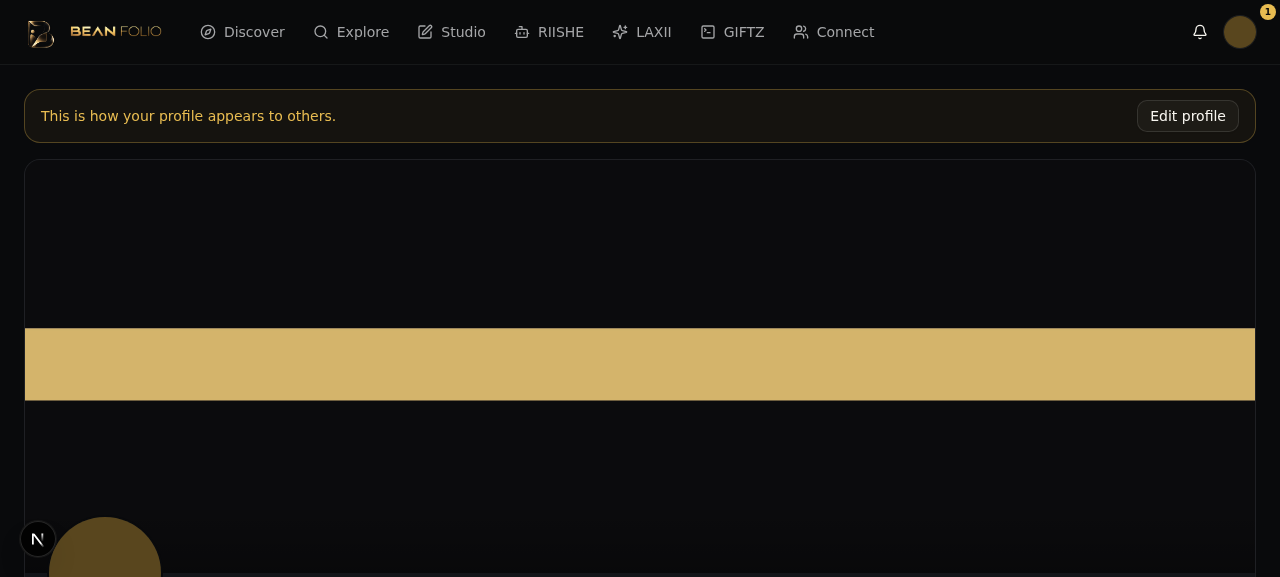 BEAN FOLIO
Discover
Explore
Studio
RIISHE
LAXII
GIFTZ
Connect
1
This is how your profile appears to others.
Edit profile
N